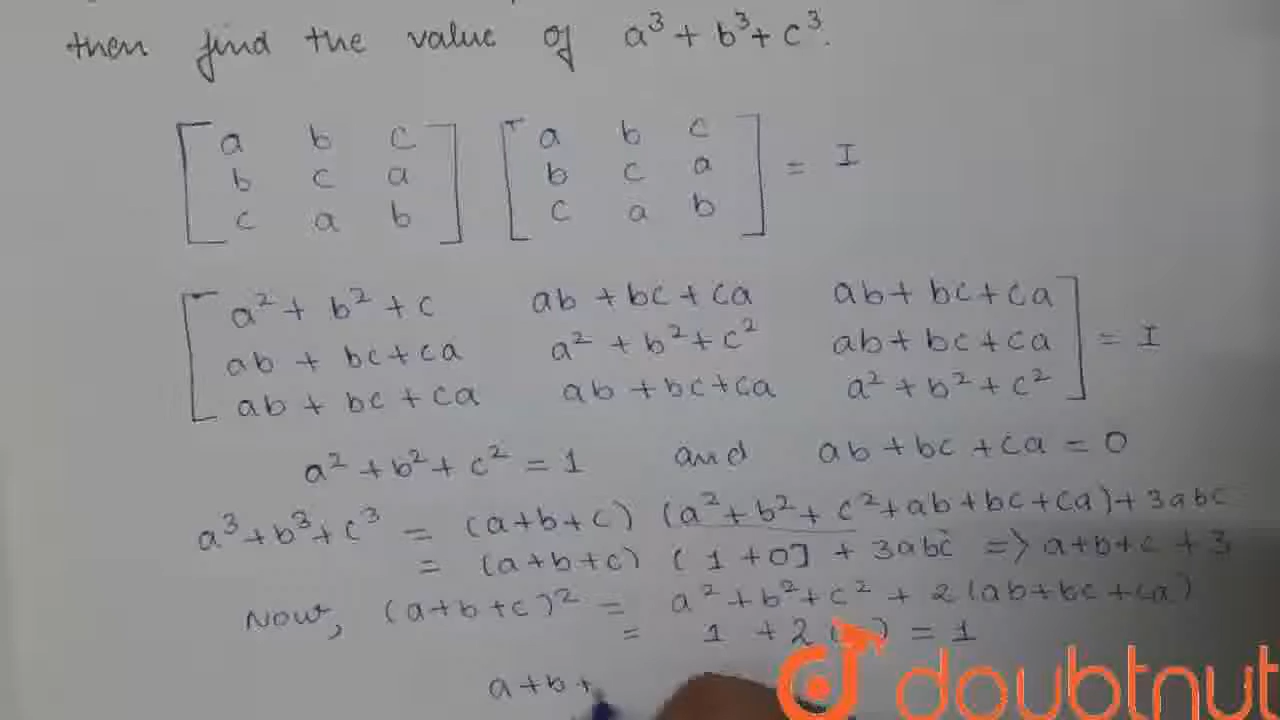 then find the value of a³ + b³ + c³.
[ a b c ] [ a b c ]
b c a b c a = I
c a b c a b
[ a² + b² + c ab + bc + ca ab + bc + ca ]
ab + bc + ca a² + b² + c² ab + bc + ca = I
ab + bc + ca ab + bc + ca a² + b² + c²
a² + b² + c² = 1 and ab + bc + ca = 0
a³ + b³ + c³ = (a+b+c) (a² + b² + c² + ab + bc + ca) + 3abc
= (a+b+c) [1+0] + 3abc => a+b+c + 3
Now, (a+b+c)² = a² + b² + c² + 2(ab+bc+ca)
= 1 + 2 ( ) = 1
a + b +
doubtnut